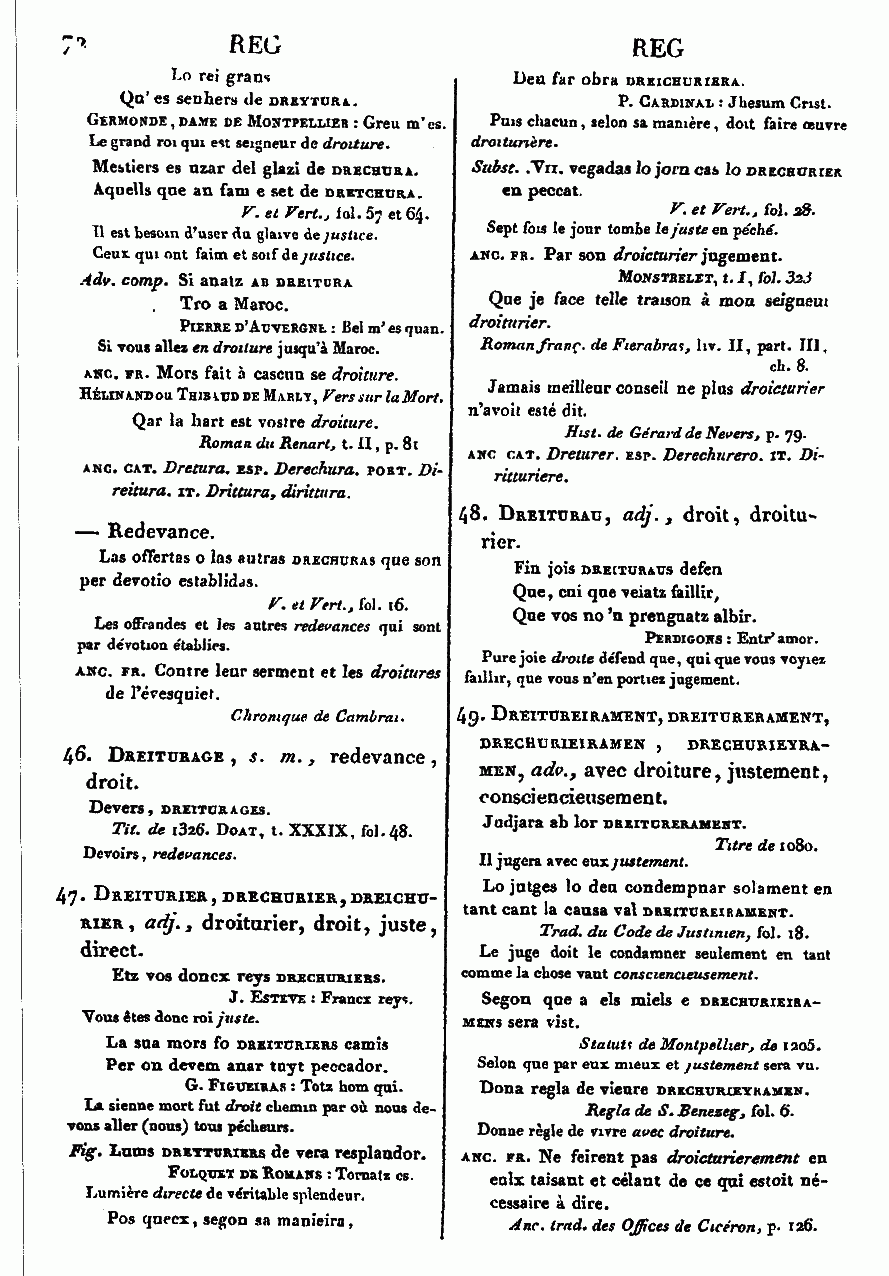 72 REG
REG
Lo rei grans
Qu'es senhers de DREYTURA.
GERMONDE, DAME DE MONTPELLIER : Greu m'es.
Le grand roi qui est seigneur de droiture.
Mestiers es uzar del glazi de DRECHURA.
Aquells que an fam e set de DRETCHURA.
V. et Vert., fol. 57 et 64.
Il est besoin d'user du glaive de justice.
Ceux qui ont faim et soif de justice.
Adv. comp. Si anatz AB DREITURA
Tro a Maroc.
PIERRE D'AUVERGNE : Bel m'es quan.
Si vous allez en droiture jusqu'à Maroc.
ANC. FR. Mors fait à cascun se droiture.
HÉLINAND ou THIBAUD DE MARLY, Vers sur la Mort.
Qar la hart est vostre droiture.
Roman du Renart, t. II, p. 81
ANC. CAT. Dretura. ESP. Derechura. PORT. Di-
reitura. IT. Drittura, dirittura.
— Redevance.
Las offertas o las autras DRECHURAS que son
per devotio establidas.
V. et Vert., fol. 16.
Les offrandes et les autres redevances qui sont
par dévotion établies.
ANC. FR. Contre leur serment et les droitures
de l'évesquiet.
Chronique de Cambrai.
46. DREITURAGE, s. m., redevance,
droit.
Devers, DREITURAGES.
Tit. de 1326. DOAT, t. XXXIX, fol. 48.
Devoirs, redevances.
47. DREITURIER, DRECHURIER, DREICHU-
RIER, adj., droiturier, droit, juste,
direct.
Etz vos doncx reys DRECHURIERS.
J. ESTEVE : Francx reys.
Vous êtes donc roi juste.
La sua mors fo DREITURIERS camis
Per on devem anar tuyt peccador.
G. FIGUEIRAS : Totz hom qui.
La sienne mort fut droit chemin par où nous de-
vons aller (nous) tous pécheurs.
Fig. Lums DREITURIERS de vera resplandor.
FOLQUET DE ROMANS : Tornatz es.
Lumière directe de véritable splendeur.
Pos quecx, segon sa manieira,
Deu far obra DREICHURIERA.
P. CARDINAL : Jhesum Crist.
Puis chacun, selon sa manière, doit faire œuvre
droiturière.
Subst. .VII. vegadas lo jorn cas lo DRECHURIER
en peccat.
V. et Vert., fol. 28.
Sept fois le jour tombe le juste en péché.
ANC. FR. Par son droicturier jugement.
MONSTRELET, t. I, fol. 323
Que je face telle traison à mon seigneur
droiturier.
Roman franç. de Fierabras, liv. II, part. III,
ch. 8.
Jamais meilleur conseil ne plus droicturier
n'avoit esté dit.
Hist. de Gérard de Nevers, p. 79.
ANC CAT. Dreturer. ESP. Derechurero. IT. Di-
ritturiere.
48. DREITURAU, adj., droit, droitu-
rier.
Fin jois DREITURAUS defen
Que, cui que veiatz faillir,
Que vos no'n prenguatz albir.
PERDIGONS : Entr'amor.
Pure joie droite défend que, qui que vous voyiez
faillir, que vous n'en portiez jugement.
49. DREITUREIRAMENT, DREITURERAMENT,
DRECHURIEIRAMEN, DRECHURIEYRA-
MEN, adv., avec droiture, justement,
consciencieusement.
Judjara ab lor DREITURERAMENT.
Titre de 1080.
Il jugera avec eux justement.
Lo jutges lo deu condempnar solament en
tant cant la causa val DREITUREIRAMENT.
Trad. du Code de Justinien, fol. 18.
Le juge doit le condamner seulement en tant
comme la chose vaut consciencieusement.
Segon que a els miels e DRECHURIEIRA-
MENS sera vist.
Statuts de Montpellier, de 1205.
Selon que par eux mieux et justement sera vu.
Dona regla de vieure DRECHURIEYRAMEN.
Regla de S. Benezeg, fol. 6.
Donne règle de vivre avec droiture.
ANC. FR. Ne feirent pas droicturierement en
eulx taisant et célant de ce qui estoit né-
cessaire à dire.
Anc. trad. des Offices de Cicéron, p. 126.